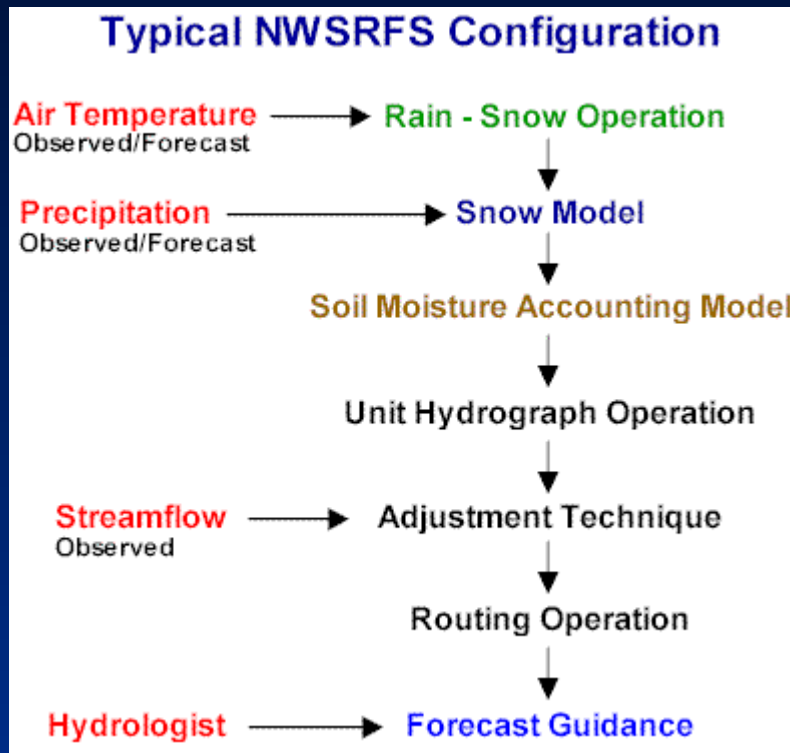 Typical NWSRFS Configuration
Air Temperature
Observed/Forecast
Rain - Snow Operation
Precipitation
Observed/Forecast
Snow Model
Soil Moisture Accounting Model
Unit Hydrograph Operation
Streamflow
Observed
Adjustment Technique
Routing Operation
Hydrologist
Forecast Guidance